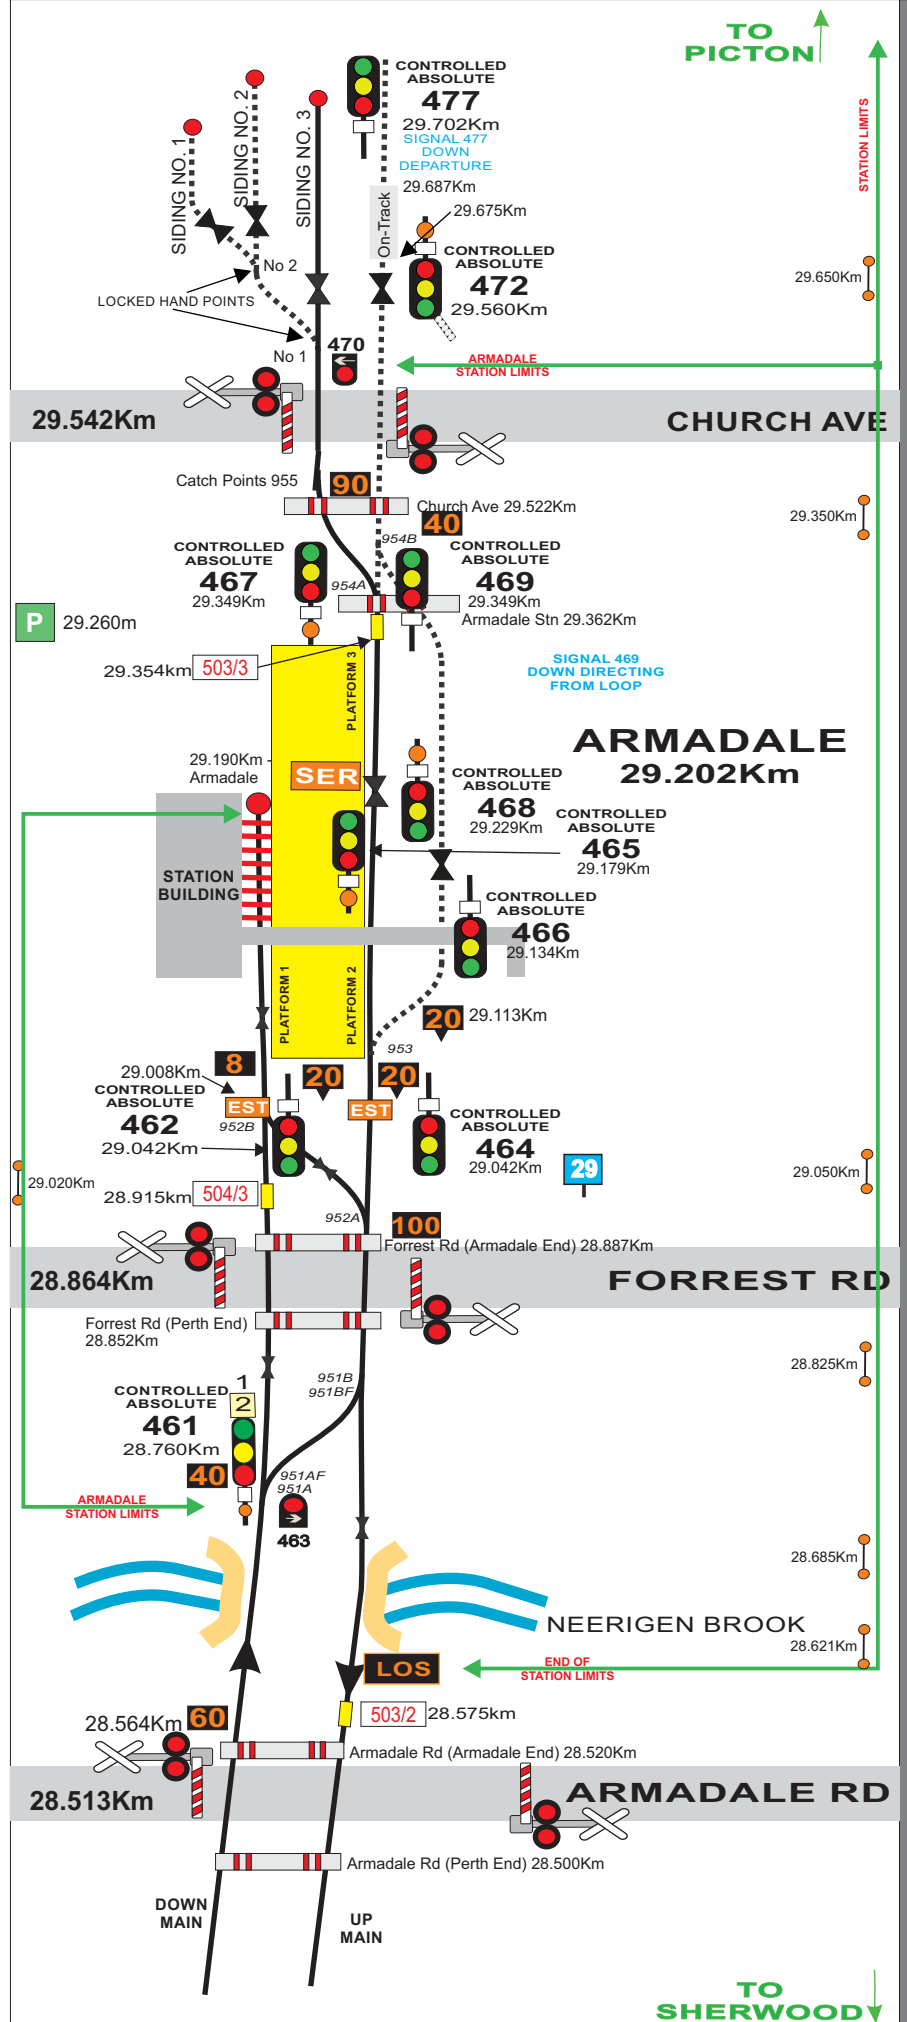 TO
PICTON
STATION LIMITS
CONTROLLED
ABSOLUTE
477
29.702Km
SIGNAL 477
DOWN
DEPARTURE
SIDING NO. 1
SIDING NO. 2
SIDING NO. 3
On-Track
29.687Km
29.675Km
CONTROLLED
ABSOLUTE
472
29.560Km
29.650Km
No 2
LOCKED HAND POINTS
No 1
470
ARMADALE
STATION LIMITS
29.542Km
CHURCH AVE
Catch Points 955
90
Church Ave 29.522Km
40
29.350Km
954B
CONTROLLED
ABSOLUTE
467
29.349Km
954A
CONTROLLED
ABSOLUTE
469
29.349Km
Armadale Stn 29.362Km
P
29.260m
29.354km
503/3
PLATFORM 3
SIGNAL 469
DOWN DIRECTING
FROM LOOP
ARMADALE
29.202Km
29.190Km
Armadale
SER
CONTROLLED
ABSOLUTE
468
29.229Km
CONTROLLED
ABSOLUTE
465
29.179Km
STATION
BUILDING
CONTROLLED
ABSOLUTE
466
29.134Km
PLATFORM 1
PLATFORM 2
20
29.113Km
953
29.008Km
8
20
20
CONTROLLED
ABSOLUTE
462
29.042Km
EST
952B
EST
CONTROLLED
ABSOLUTE
464
29.042Km
29
29.050Km
29.020Km
28.915km
504/3
952A
100
Forrest Rd (Armadale End) 28.887Km
28.864Km
FORREST RD
Forrest Rd (Perth End)
28.852Km
28.825Km
951B
951BF
1
2
CONTROLLED
ABSOLUTE
461
28.760Km
40
951AF
951A
ARMADALE
STATION LIMITS
463
28.685Km
NEERIGEN BROOK
28.621Km
LOS
END OF
STATION LIMITS
503/2
28.575km
28.564Km
60
Armadale Rd (Armadale End) 28.520Km
28.513Km
ARMADALE RD
Armadale Rd (Perth End) 28.500Km
DOWN
MAIN
UP
MAIN
TO
SHERWOOD